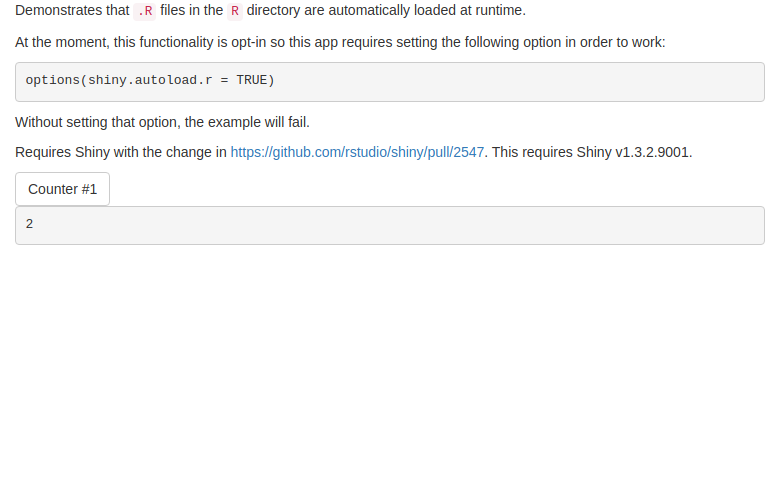 Demonstrates that .R files in the R directory are automatically loaded at runtime.
At the moment, this functionality is opt-in so this app requires setting the following option in order to work:
options(shiny.autoload.r = TRUE)
Without setting that option, the example will fail.
Requires Shiny with the change in https://github.com/rstudio/shiny/pull/2547. This requires Shiny v1.3.2.9001.
Counter #1
2